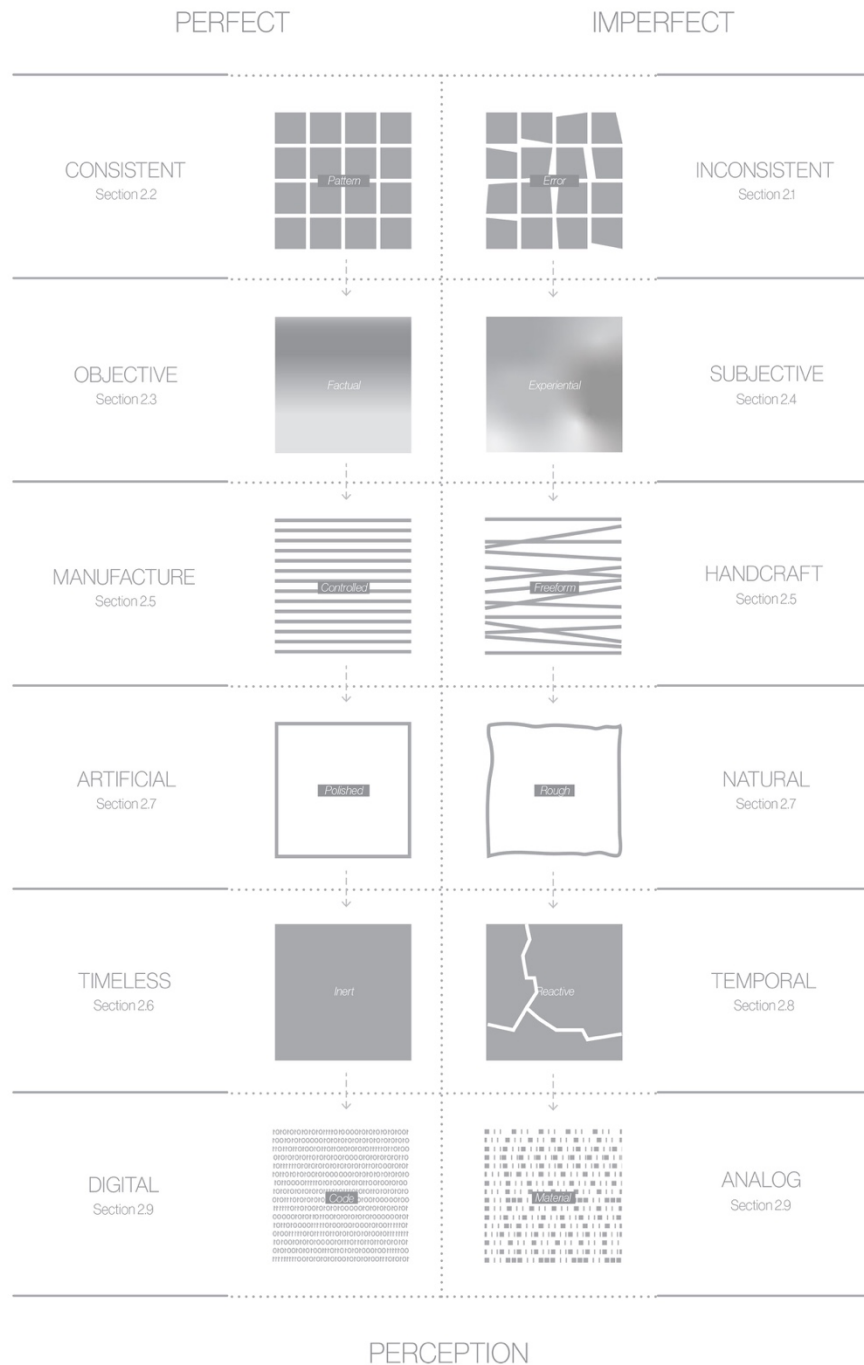 PERFECT IMPERFECT
CONSISTENT
Section 2.2
Pattern
Error
INCONSISTENT
Section 2.1
OBJECTIVE
Section 2.3
Factual
Experiential
SUBJECTIVE
Section 2.4
MANUFACTURE
Section 2.5
Controlled
Freeform
HANDCRAFT
Section 2.5
ARTIFICIAL
Section 2.7
Polished
Rough
NATURAL
Section 2.7
TIMELESS
Section 2.6
Inert
Reactive
TEMPORAL
Section 2.8
DIGITAL
Section 2.9
Code
Material
ANALOG
Section 2.9
PERCEPTION